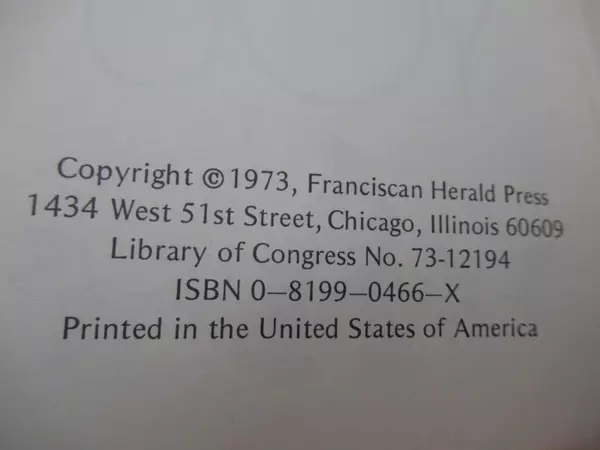 Copyright © 1973, Franciscan Herald Press
1434 West 51st Street, Chicago, Illinois 60609
Library of Congress No. 73-12194
ISBN 0—8199—0466—X
Printed in the United States of America